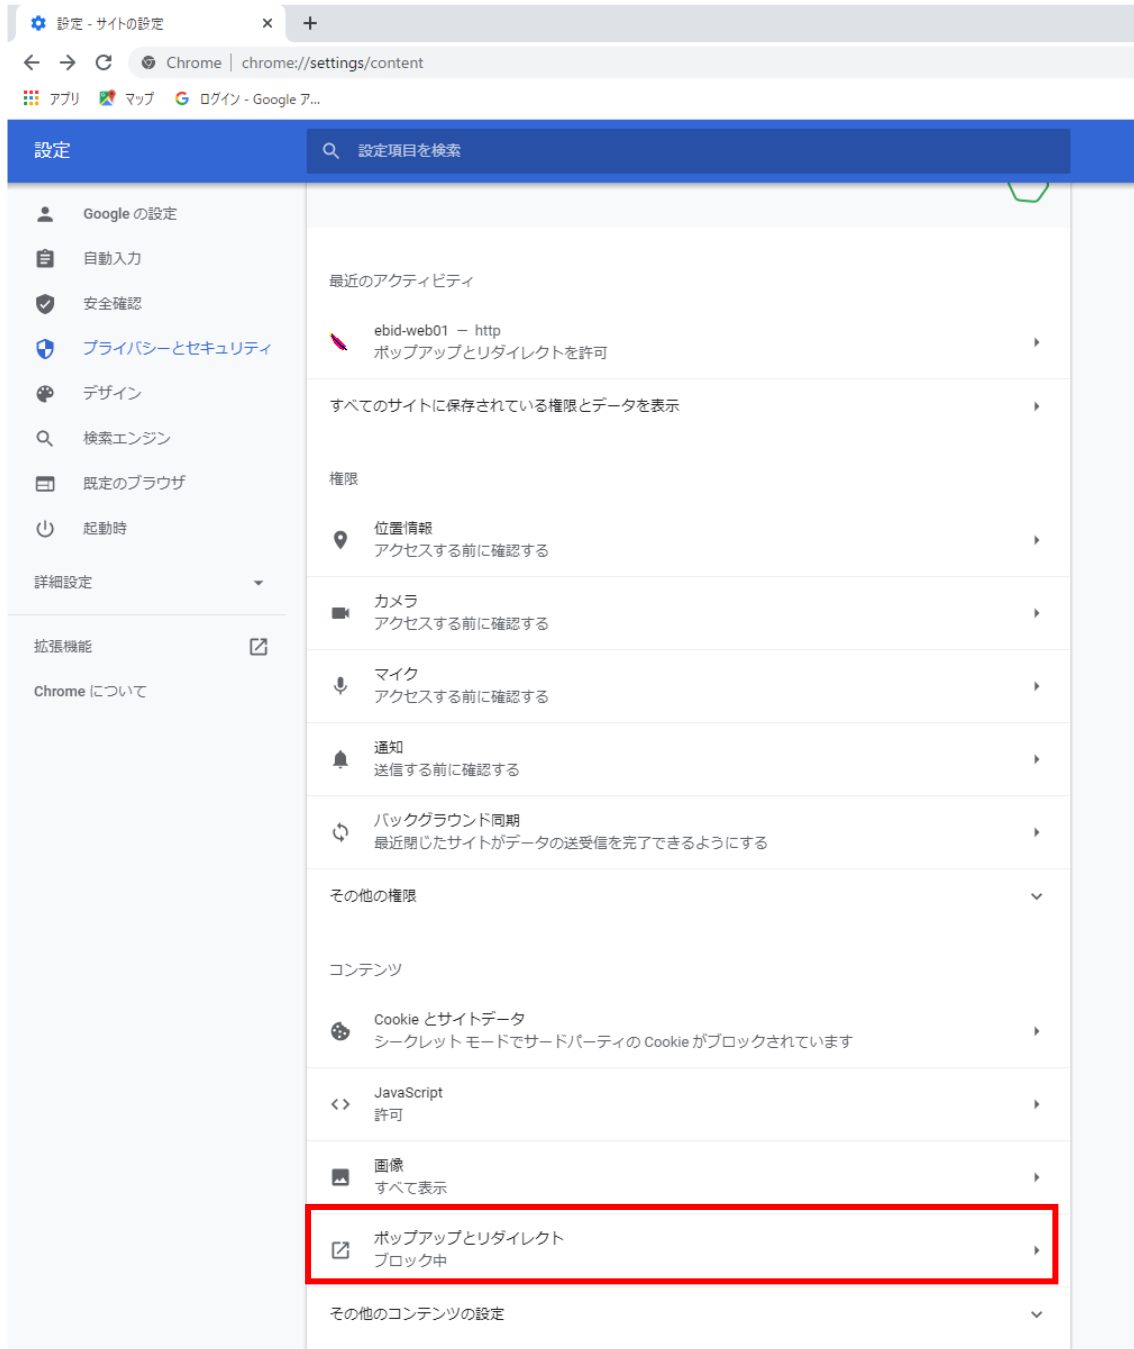 設定 - サイトの設定
Chrome | chrome://settings/content
アプリ マップ ログイン - Google ア...
設定
設定項目を検索
Google の設定
自動入力
安全確認
プライバシーとセキュリティ
デザイン
検索エンジン
既定のブラウザ
起動時
詳細設定
拡張機能
Chrome について
最近のアクティビティ
ebid-web01 — http
ポップアップとリダイレクトを許可
すべてのサイトに保存されている権限とデータを表示
権限
位置情報
アクセスする前に確認する
カメラ
アクセスする前に確認する
マイク
アクセスする前に確認する
通知
送信する前に確認する
バックグラウンド同期
最近閉じたサイトがデータの送受信を完了できるようにする
その他の権限
コンテンツ
Cookie とサイトデータ
シークレット モードでサードパーティの Cookie がブロックされています
JavaScript
許可
画像
すべて表示
ポップアップとリダイレクト
ブロック中
その他のコンテンツの設定